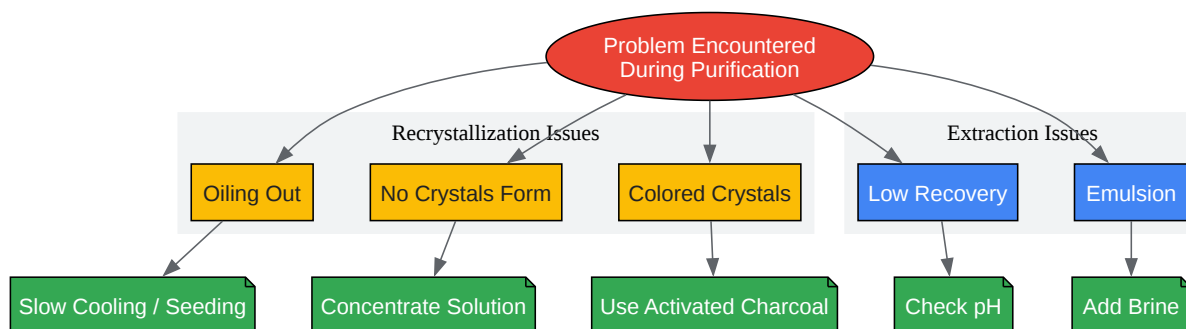 Problem Encountered
During Purification
Recrystallization Issues
Extraction Issues
Oiling Out
No Crystals Form
Colored Crystals
Low Recovery
Emulsion
Slow Cooling / Seeding
Concentrate Solution
Use Activated Charcoal
Check pH
Add Brine